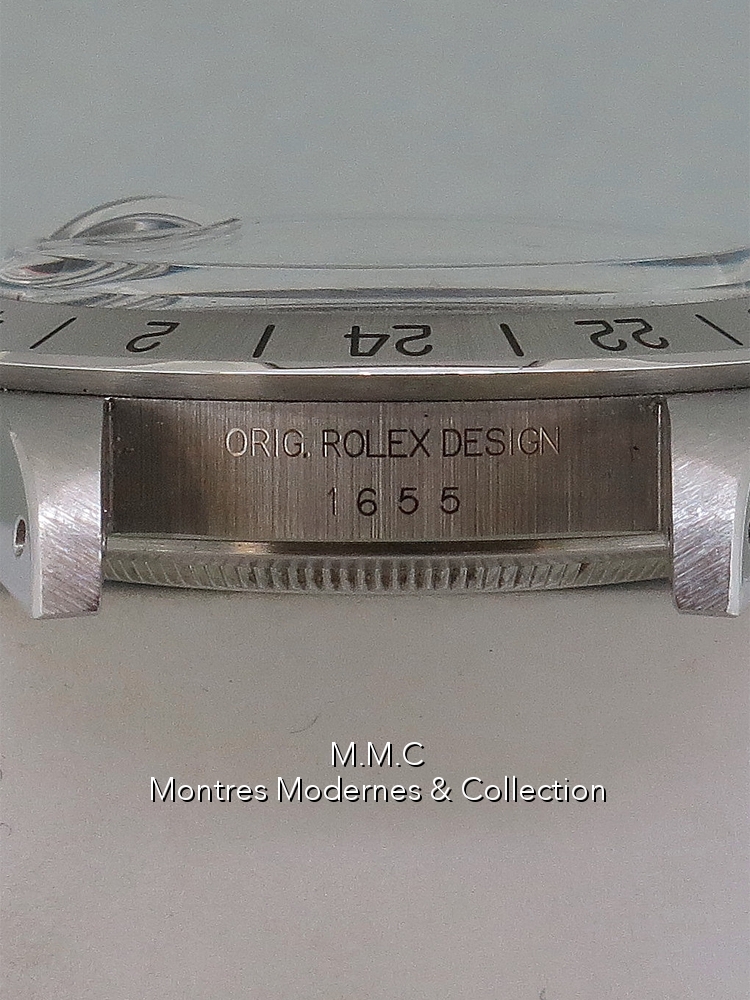 2 24 22
ORIG. ROLEX DESIGN
1655
M.M.C
Montres Modernes & Collection